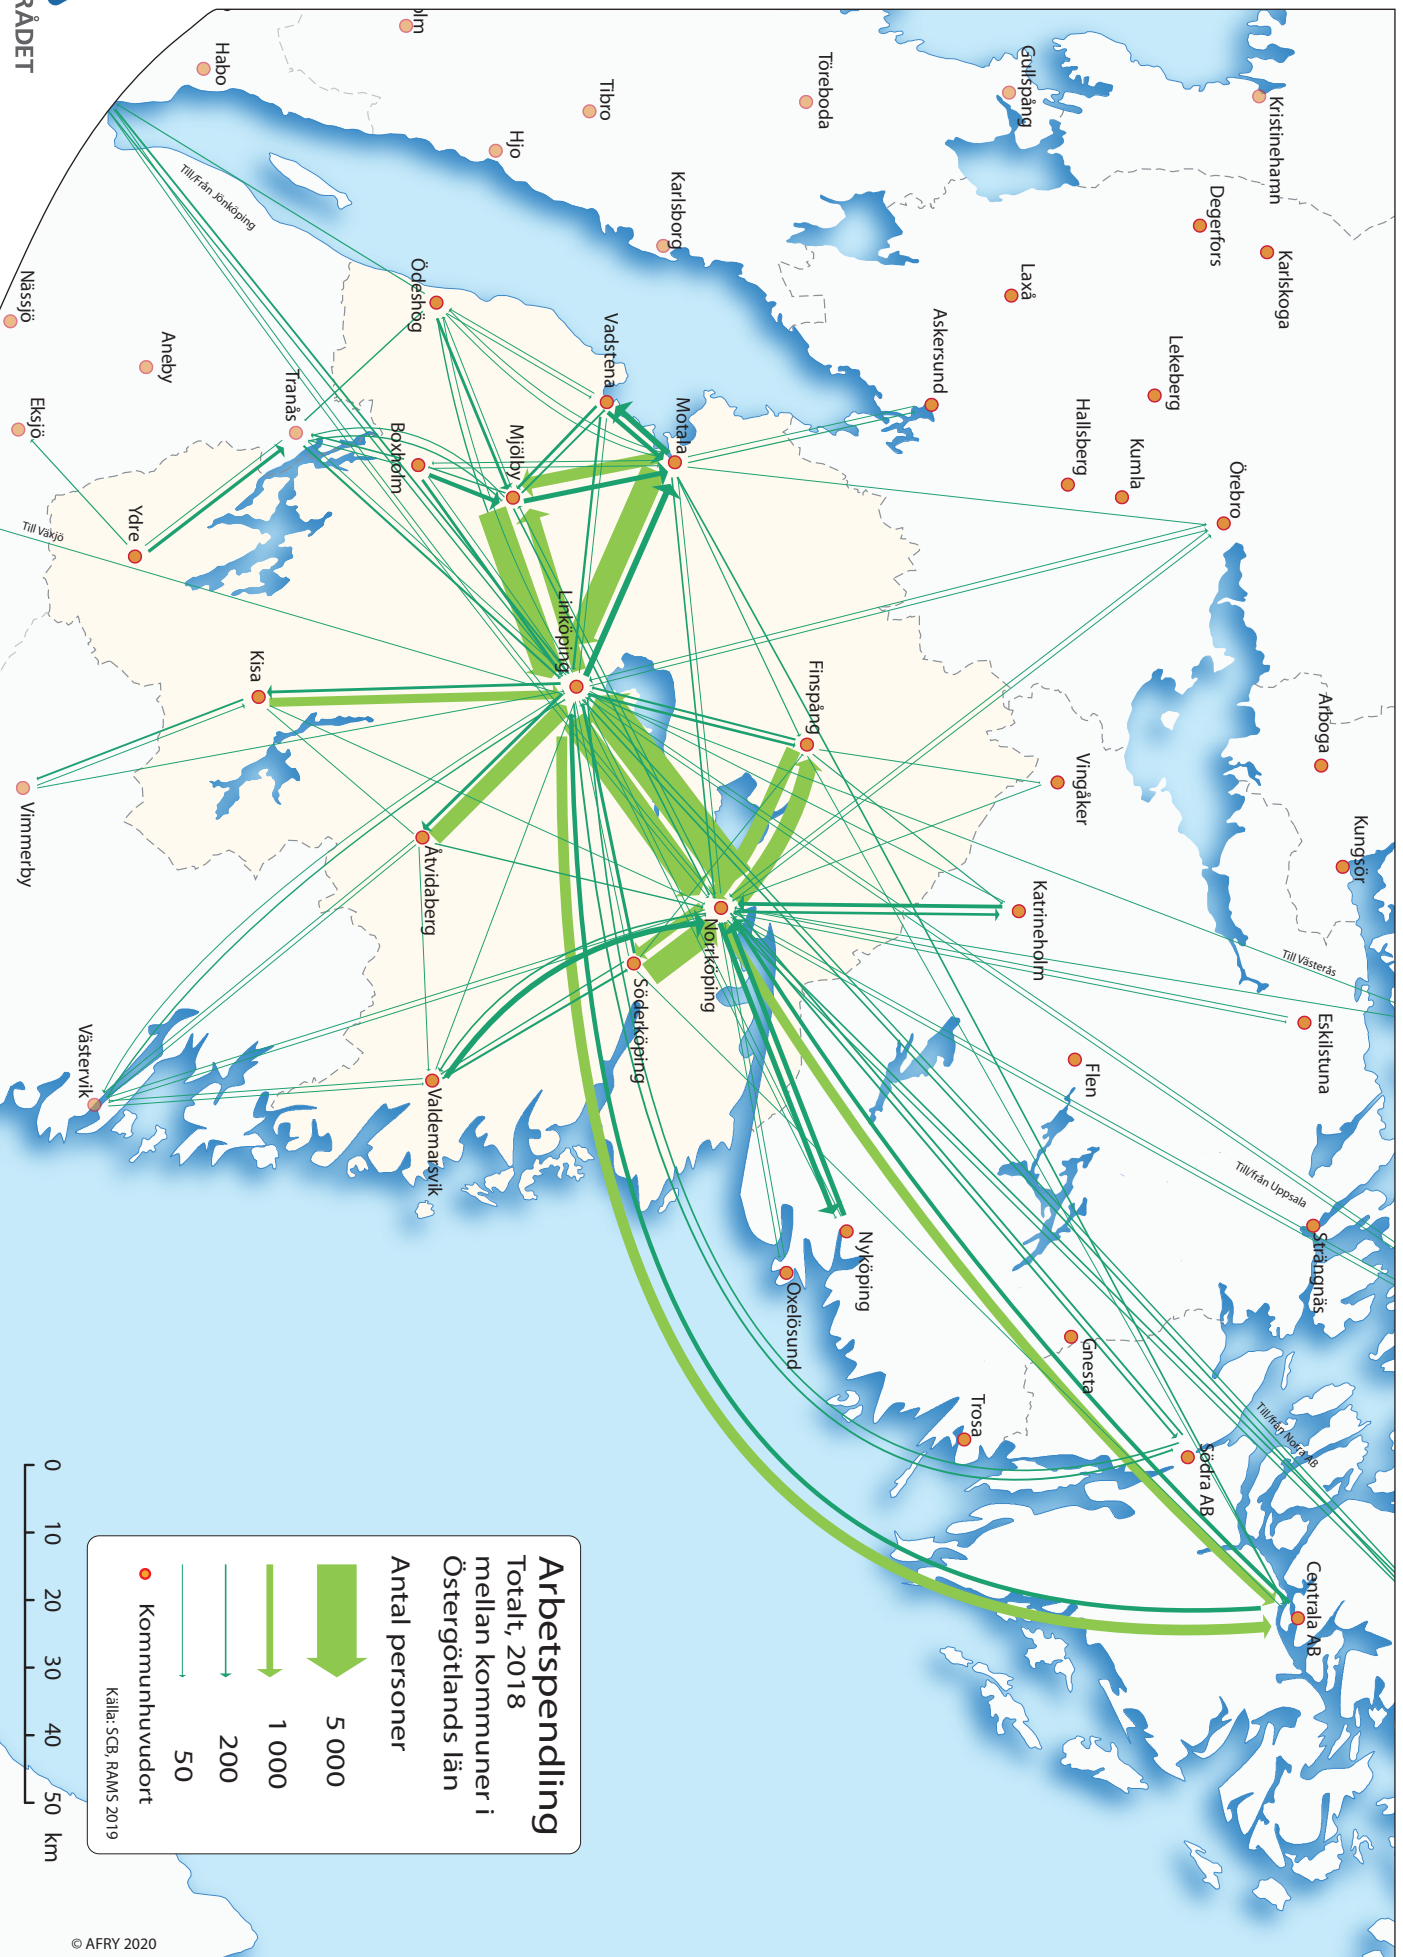 RÅDET
Kristinehamn
Karlskoga
Degerfors
Gullspång
Laxå
Töreboda
Tibro
Hjo
Karlsborg
Habo
Lekeberg
Kumla
Hallsberg
Örebro
Askersund
Arboga
Kungsör
Vingåker
Katrineholm
Eskilstuna
Flen
Strängnäs
Till Västerås
Till/från Uppsala
Till/från Norra AB
Till/Från Jönköping
Till Växjö
Ödeshög
Vadstena
Motala
Mjölby
Boxholm
Tranås
Aneby
Nässjö
Eksjö
Ydre
Linköping
Finspång
Norrköping
Söderköping
Åtvidaberg
Kisa
Vimmerby
Valdemarsvik
Västervik
Nyköping
Oxelösund
Gnesta
Trosa
Södra AB
Centrala AB
Arbetspendling
Totalt, 2018
mellan kommuner i
Östergötlands län
Antal personer
5 000
1 000
200
50
Kommunhuvudort
Källa: SCB, RAMS 2019
0 10 20 30 40 50 km
© AFRY 2020